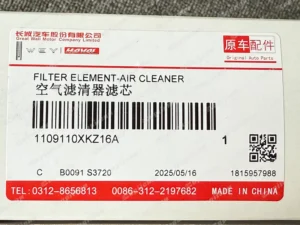 长城汽车股份有限公司
Great Wall Motor Company Limited
WEY HAVAL
原车配件
Original Auto Parts
FILTER ELEMENT-AIR CLEANER
空气滤清器滤芯
1109110XKZ16A 1
C B0091 S3720 2025/05/16 1815957988
TEL: 0312-8656813 0086-312-2197682 MADE IN CHINA